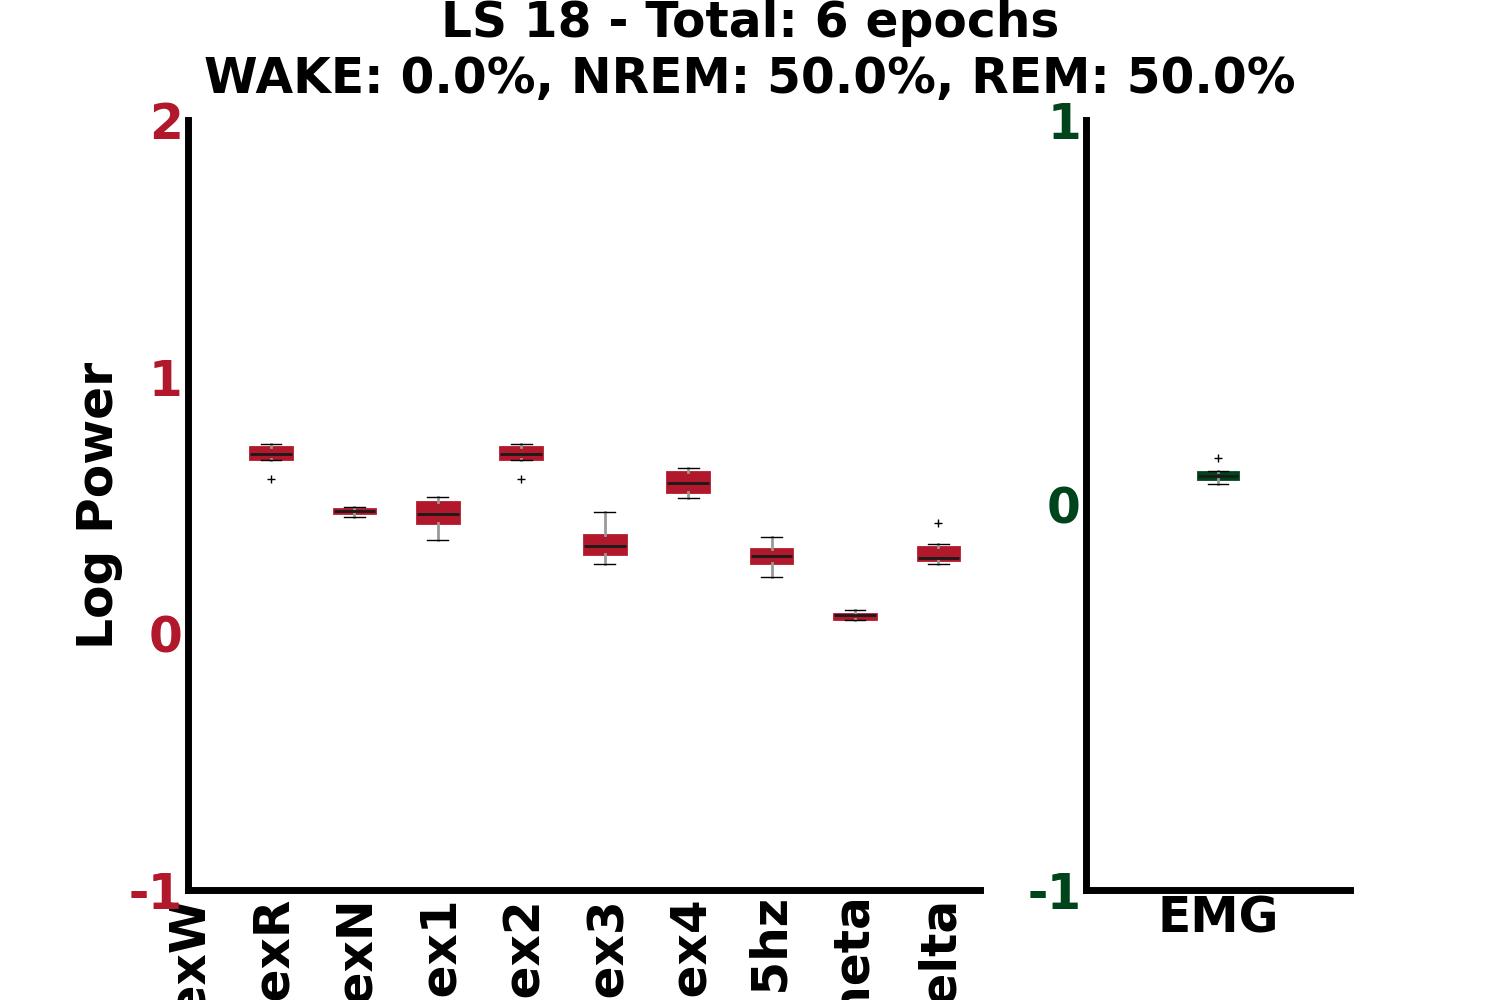 LS 18 - Total: 6 epochs
WAKE: 0.0%, NREM: 50.0%, REM: 50.0%
2
1
0
-1
Log Power
exW
exR
exN
ex1
ex2
ex3
ex4
5hz
eta
elta
1
0
-1
EMG